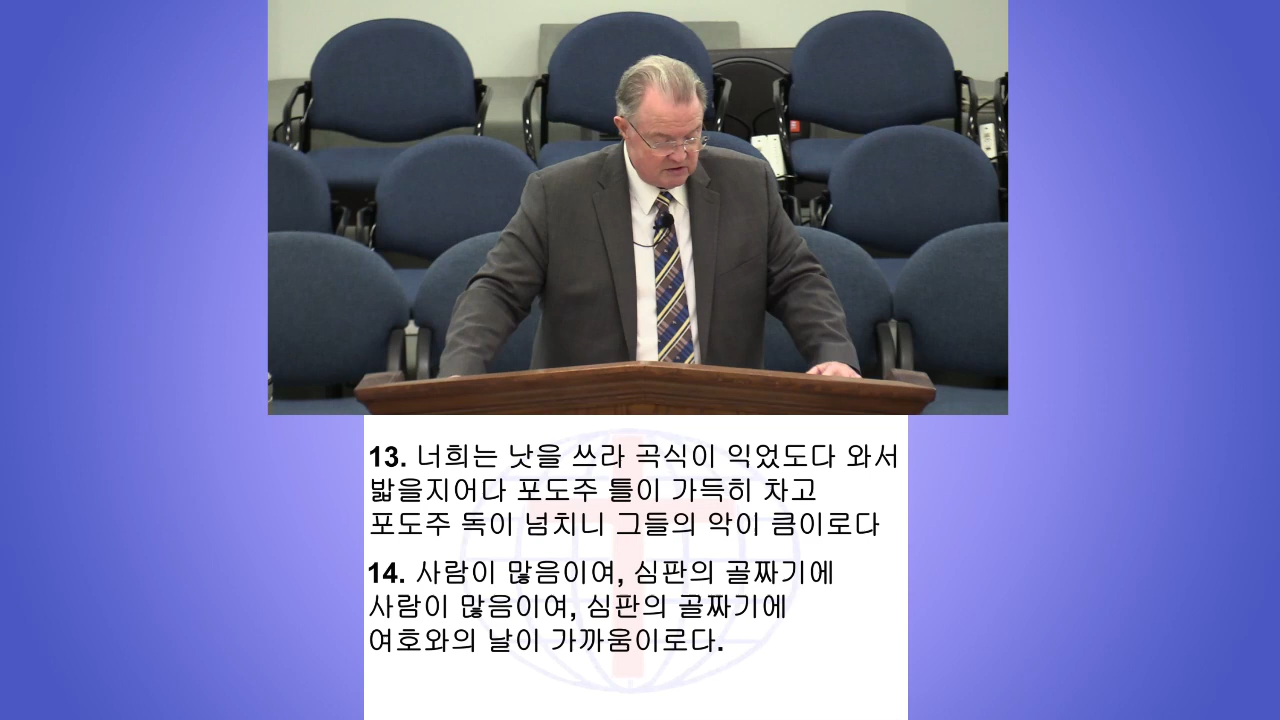 13. 너희는 낫을 쓰라 곡식이 익었도다 와서
밟을지어다 포도주 틀이 가득히 차고
포도주 독이 넘치니 그들의 악이 큼이로다
14. 사람이 많음이여, 심판의 골짜기에
사람이 많음이여, 심판의 골짜기에
여호와의 날이 가까움이로다.